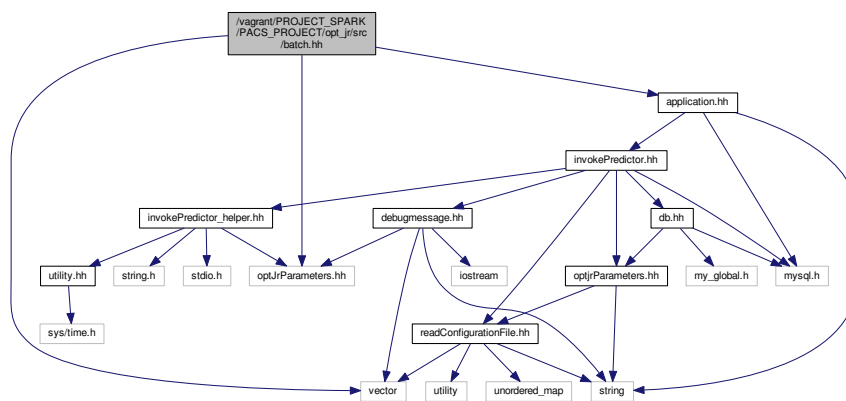 /vagrant/PROJECT_SPARK
/PACS_PROJECT/opt_jr/src
/batch.hh
application.hh
invokePredictor.hh
invokePredictor_helper.hh
debugmessage.hh
db.hh
utility.hh
string.h
stdio.h
optJrParameters.hh
iostream
optjrParameters.hh
my_global.h
mysql.h
sys/time.h
readConfigurationFile.hh
vector
utility
unordered_map
string